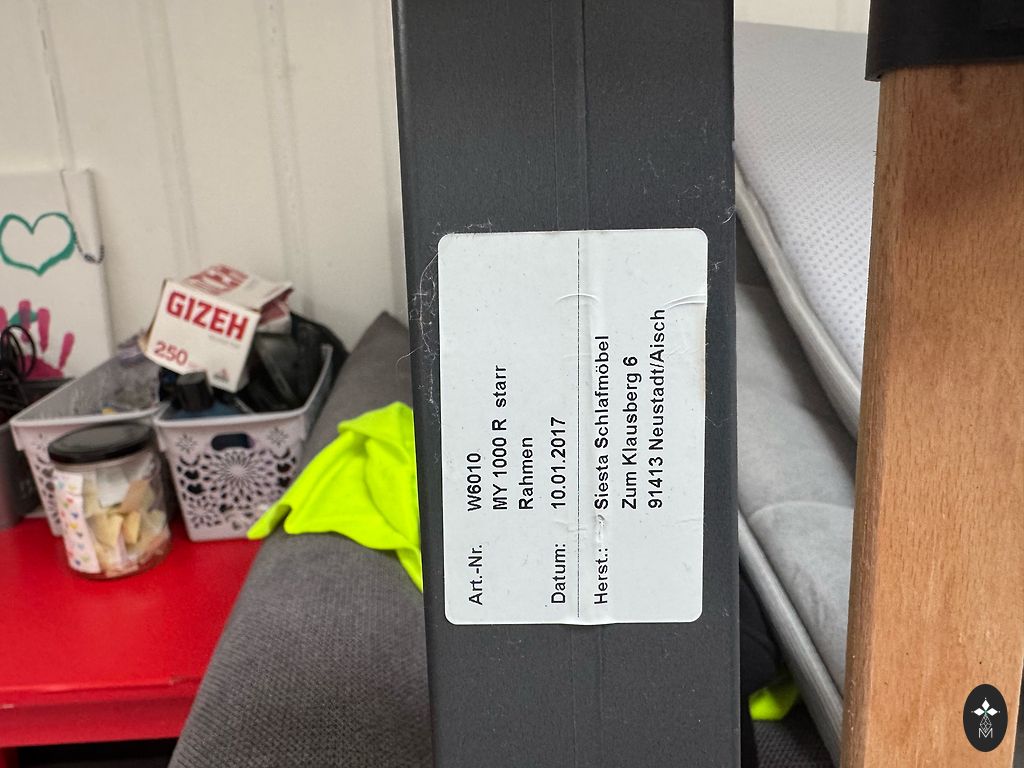 Art.-Nr. W6010
MY 1000 R starr
Rahmen
Datum: 10.01.2017
Herst.: Siesta Schlafmöbel
Zum Klausberg 6
91413 Neustadt/Aisch
GIZEH
250
M